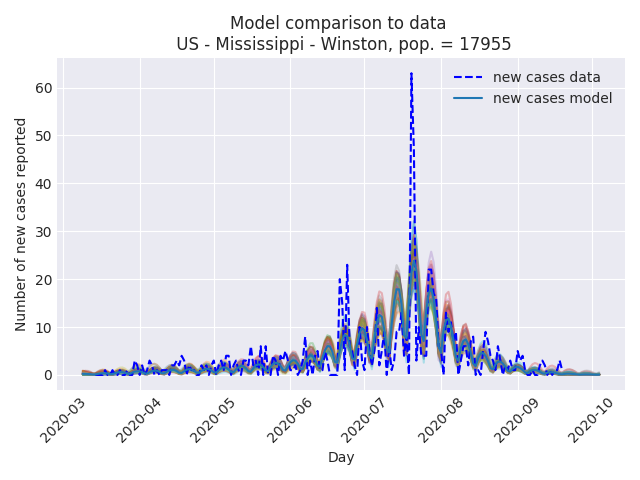 Model comparison to data
US - Mississippi - Winston, pop. = 17955
new cases data
new cases model
Number of new cases reported
60
50
40
30
20
10
0
2020-03
2020-04
2020-05
2020-06
2020-07
2020-08
2020-09
2020-10
Day